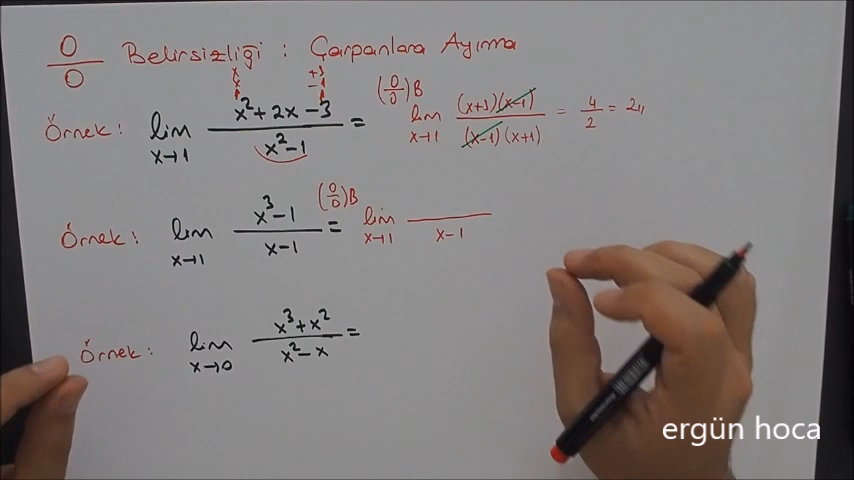 0/0 Belirsizliği : Çarpanlara Ayırma
Örnek : lim x→1 (x²+2x-3)/(x²-1) = (0/0)B lim x→1 (x+3)(x-1)/(x-1)(x+1) = 4/2 = 2,,
x +3
x -1
Örnek : lim x→1 (x³-1)/(x-1) = (0/0)B lim x→1 /(x-1)
Örnek : lim x→0 (x³+x²)/(x²-x) =
ergün hoca